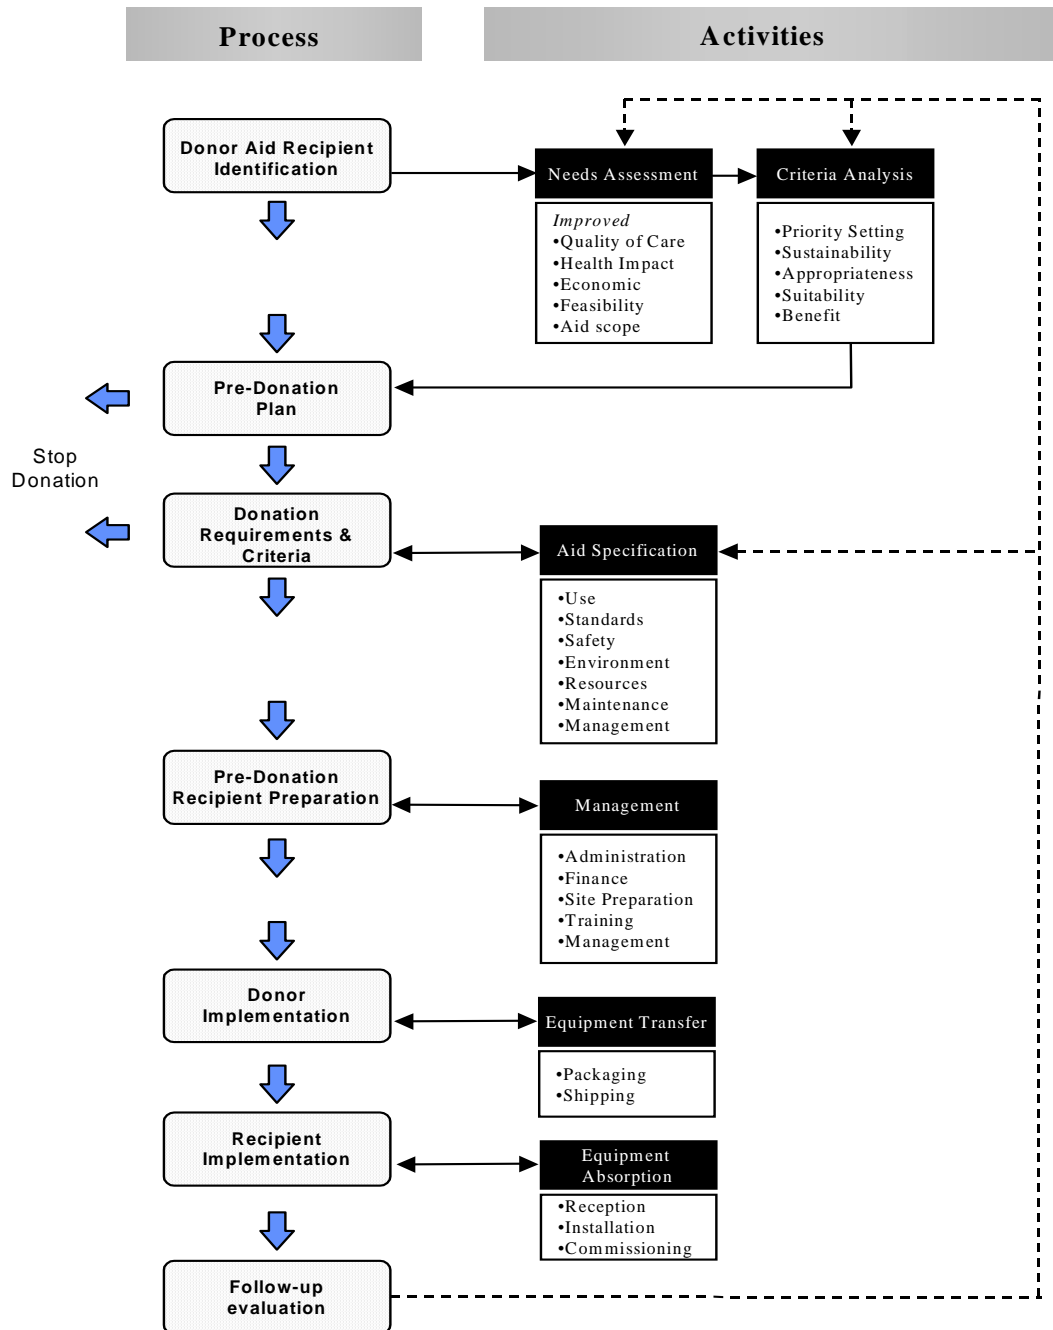 Process
Activities
Donor Aid Recipient
Identification
Needs Assessment
Criteria Analysis
Improved
•Quality of Care
•Health Impact
•Economic
•Feasibility
•Aid scope
•Priority Setting
•Sustainability
•Appropriateness
•Suitability
•Benefit
Pre-Donation
Plan
Stop
Donation
Donation
Requirements &
Criteria
Aid Specification
•Use
•Standards
•Safety
•Environment
•Resources
•Maintenance
•Management
Pre-Donation
Recipient Preparation
Management
•Administration
•Finance
•Site Preparation
•Training
•Management
Donor
Implementation
Equipment Transfer
•Packaging
•Shipping
Recipient
Implementation
Equipment
Absorption
•Reception
•Installation
•Commissioning
Follow-up
evaluation